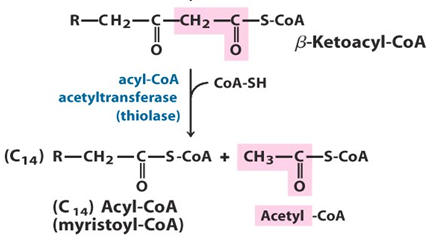 R—CH2—C—CH2—C—S-CoA
O O
β-Ketoacyl-CoA
acyl-CoA
acetyltransferase
(thiolase)
CoA-SH
(C14) R—CH2—C—S-CoA + CH3—C—S-CoA
O O
(C14) Acyl-CoA
(myristoyl-CoA)
Acetyl -CoA